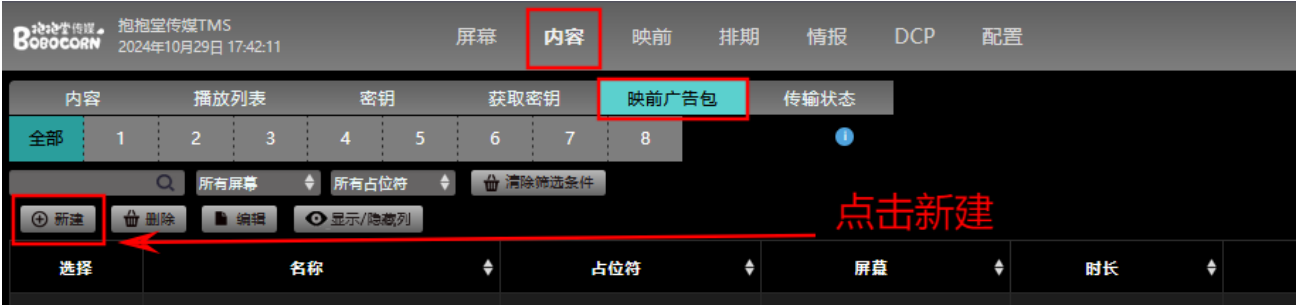 抱抱堂传媒 抱抱堂传媒TMS
BOBOCORN 2024年10月29日 17:42:11
屏幕 内容 映前 排期 情报 DCP 配置
内容 播放列表 密钥 获取密钥 映前广告包 传输状态
全部 1 2 3 4 5 6 7 8
所有屏幕 所有占位符 清除筛选条件
新建 删除 编辑 显示/隐藏列
点击新建
选择 名称 占位符 屏幕 时长